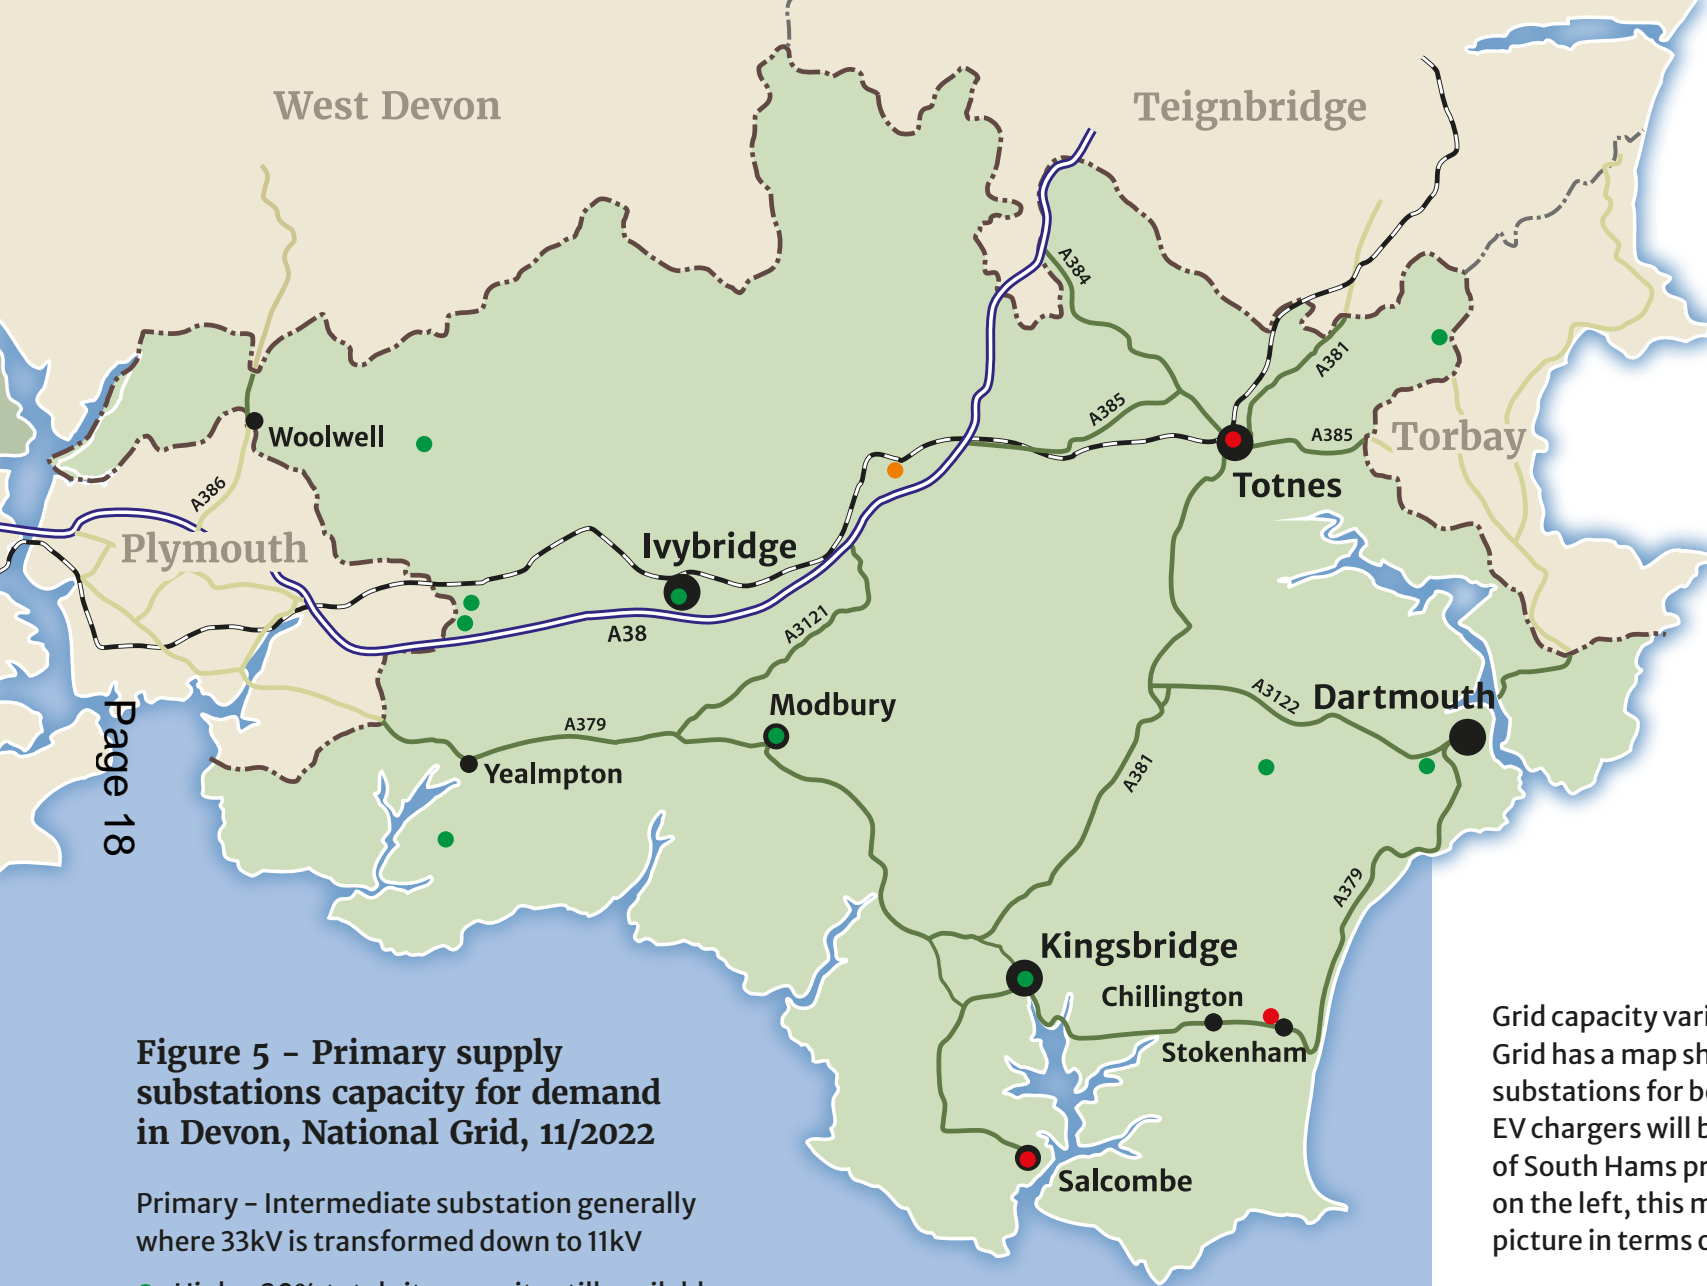 West Devon
Teignbridge
A384
A381
A385
A385
Torbay
Woolwell
Totnes
A386
Plymouth
Ivybridge
A38
A3121
Modbury
A379
Yealmpton
A3122
Dartmouth
A381
A379
Page 18
Kingsbridge
Chillington
Stokenham
Salcombe
Figure 5 – Primary supply
substations capacity for demand
in Devon, National Grid, 11/2022
Primary – Intermediate substation generally
where 33kV is transformed down to 11kV
Grid capacity vari
Grid has a map sh
substations for b
EV chargers will b
of South Hams pr
on the left, this m
picture in terms o